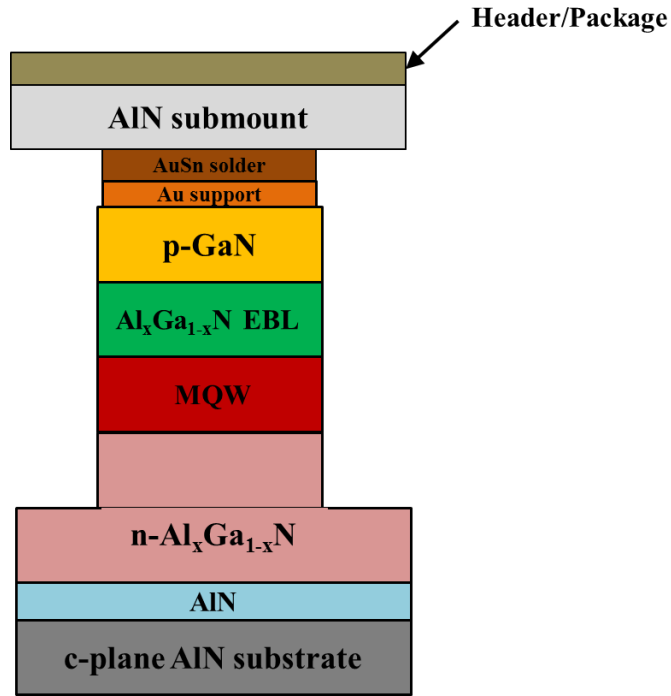 Header/Package
AlN submount
AuSn solder
Au support
p-GaN
AlₓGa₁₋ₓN EBL
MQW
n-AlₓGa₁₋ₓN
AlN
c-plane AlN substrate